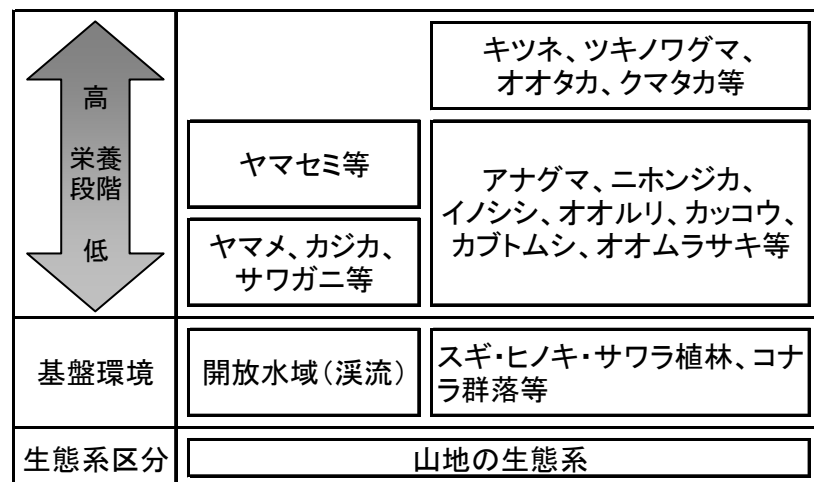 高
栄養
段階
低
キツネ、ツキノワグマ、
オオタカ、クマタカ等
ヤマセミ等
アナグマ、ニホンジカ、
イノシシ、オオルリ、カッコウ、
カブトムシ、オオムラサキ等
ヤマメ、カジカ、
サワガニ等
基盤環境
開放水域（渓流）
スギ・ヒノキ・サワラ植林、コナ
ラ群落等
生態系区分
山地の生態系